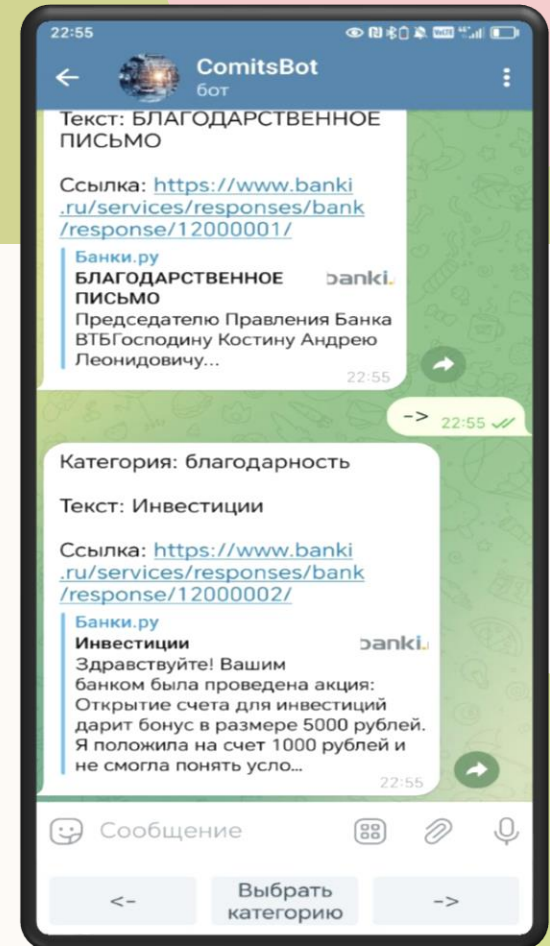 22:55
ComitsBot
бот
Текст: БЛАГОДАРСТВЕННОЕ
ПИСЬМО
Ссылка: https://www.banki
.ru/services/responses/bank
/response/12000001/
Банки.ру
БЛАГОДАРСТВЕННОЕ
ПИСЬМО
banki.
Председателю Правления Банка
ВТБГосподину Костину Андрею
Леонидовичу...
22:55
-> 22:55
Категория: благодарность
Текст: Инвестиции
Ссылка: https://www.banki
.ru/services/responses/bank
/response/12000002/
Банки.ру
Инвестиции
banki.
Здравствуйте! Вашим
банком была проведена акция:
Открытие счета для инвестиций
дарит бонус в размере 5000 рублей.
Я положила на счет 1000 рублей и
не смогла понять усло...
22:55
Сообщение
<-
Выбрать
категорию
->